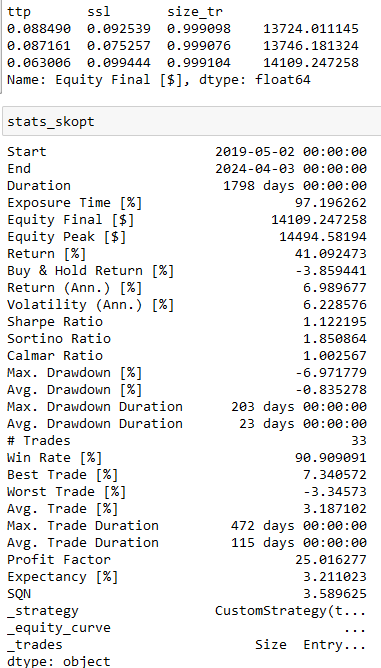 ttp ssl size_tr
0.088490 0.092539 0.999098 13724.011145
0.087161 0.075257 0.999076 13746.181324
0.063006 0.099444 0.999104 14109.247258
Name: Equity Final [$], dtype: float64
stats_skopt
Start 2019-05-02 00:00:00
End 2024-04-03 00:00:00
Duration 1798 days 00:00:00
Exposure Time [%] 97.196262
Equity Final [$] 14109.247258
Equity Peak [$] 14494.58194
Return [%] 41.092473
Buy & Hold Return [%] -3.859441
Return (Ann.) [%] 6.989677
Volatility (Ann.) [%] 6.228576
Sharpe Ratio 1.122195
Sortino Ratio 1.850864
Calmar Ratio 1.002567
Max. Drawdown [%] -6.971779
Avg. Drawdown [%] -0.835278
Max. Drawdown Duration 203 days 00:00:00
Avg. Drawdown Duration 23 days 00:00:00
# Trades 33
Win Rate [%] 90.909091
Best Trade [%] 7.340572
Worst Trade [%] -3.34573
Avg. Trade [%] 3.187102
Max. Trade Duration 472 days 00:00:00
Avg. Trade Duration 115 days 00:00:00
Profit Factor 25.016277
Expectancy [%] 3.211023
SQN 3.589625
_strategy CustomStrategy(t...
_equity_curve ...
_trades Size Entry...
dtype: object